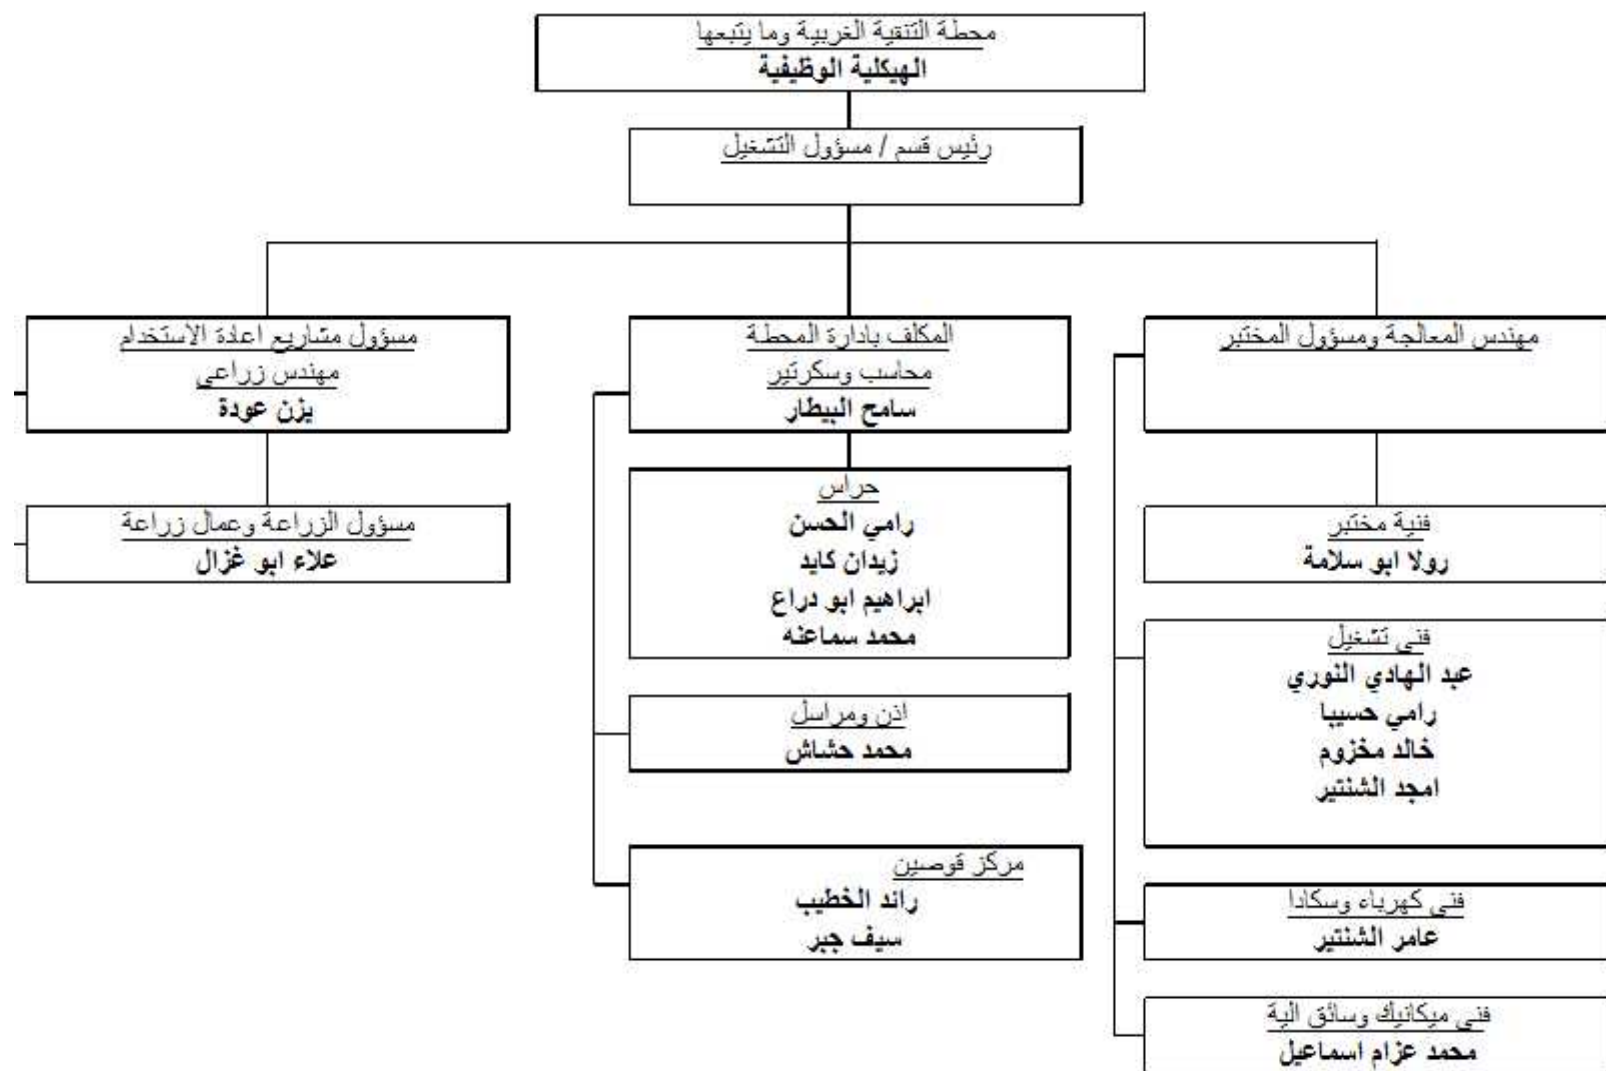 محطة التنقية الغربية وما يتبعها
الهيكلية الوظيفية
رئيس قسم / مسؤول التشغيل
مهندس المعالجة ومسؤول المختبر
المكلف بادارة المحطة
محاسب وسكرتير
سامح البيطار
مسؤول مشاريع اعادة الاستخدام
مهندس زراعي
يزن عودة
فنية مختبر
رولا ابو سلامة
فني تشغيل
عبد الهادي النوري
رامي حسيبا
خالد مخزوم
امجد الشنتير
فني كهرباء وسكادا
عامر الشنتير
فني ميكانيك وسائق الية
محمد عزام اسماعيل
حراس
رامي الحسن
زيدان كايد
ابراهيم ابو دراع
محمد سماعنه
اذن ومراسل
محمد حشاش
مركز قوصين
رائد الخطيب
سيف جبر
مسؤول الزراعة وعمال زراعة
علاء ابو غزال